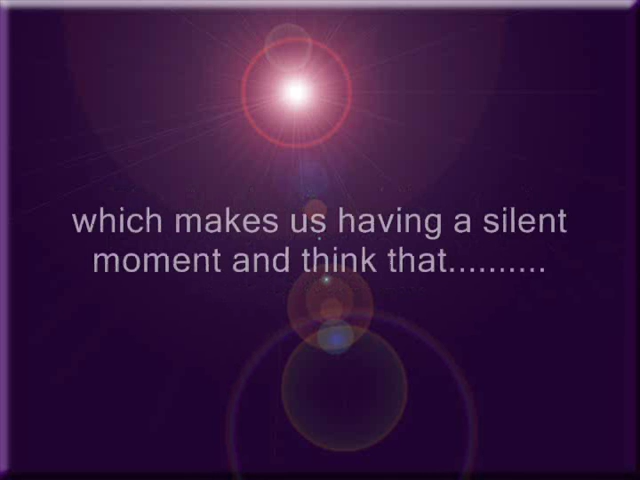 which makes us having a silent
moment and think that..........